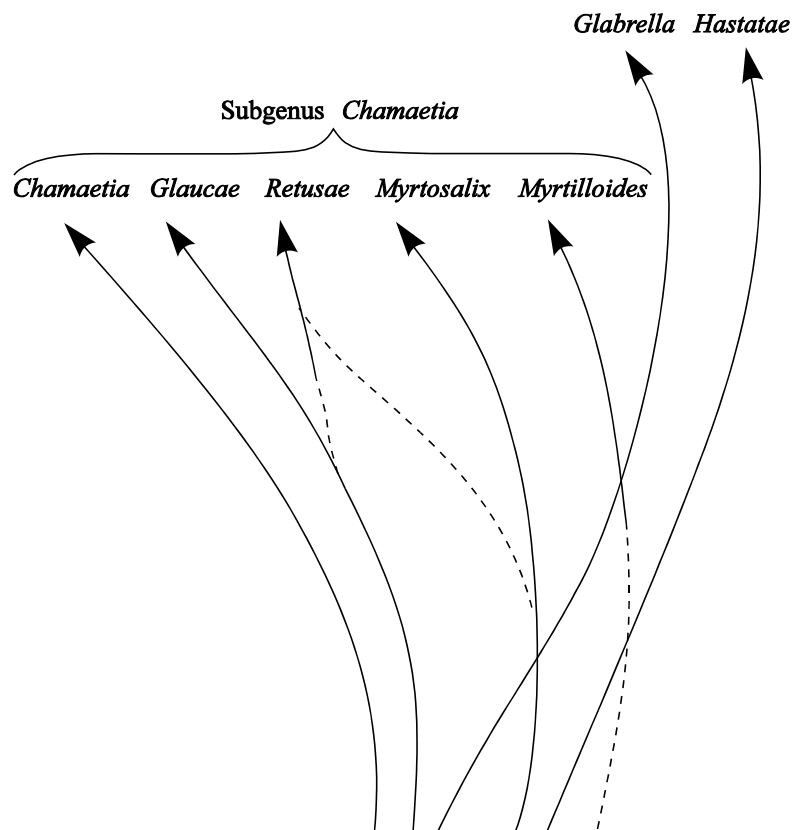 Glabrella Hastatae
Subgenus Chamaetia
Chamaetia Glaucae Retusae Myrtosalix Myrtilloides